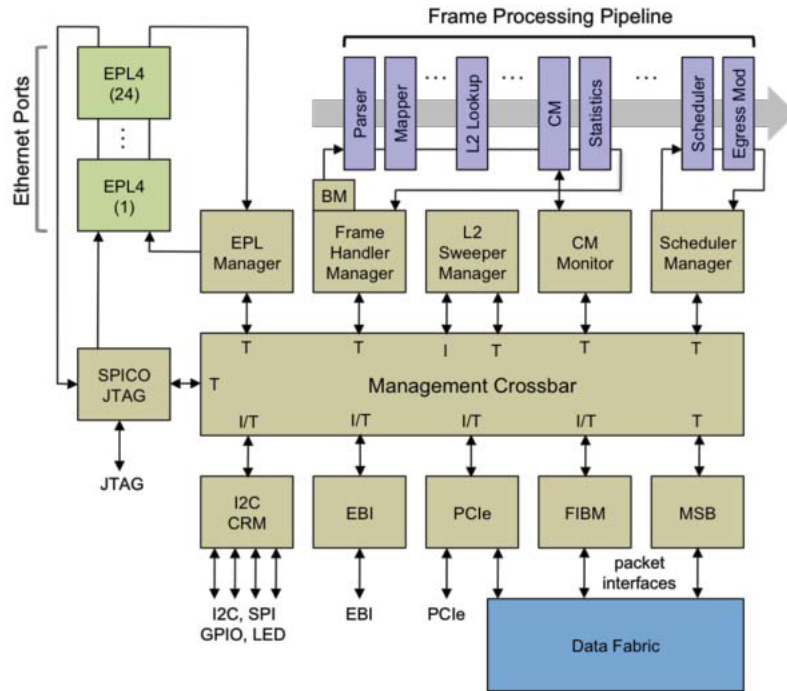 Frame Processing Pipeline
Ethernet Ports
EPL4
(24)
EPL4
(1)
Parser
Mapper
...
L2 Lookup
...
CM
Statistics
...
Scheduler
Egress Mod
BM
EPL
Manager
Frame
Handler
Manager
L2
Sweeper
Manager
CM
Monitor
Scheduler
Manager
SPICO
JTAG
JTAG
T
T
I
T
T
T
T
Management Crossbar
I/T
I/T
I/T
I/T
T
I2C
CRM
EBI
PCIe
FIBM
MSB
packet
interfaces
I2C, SPI
GPIO, LED
EBI
PCIe
Data Fabric